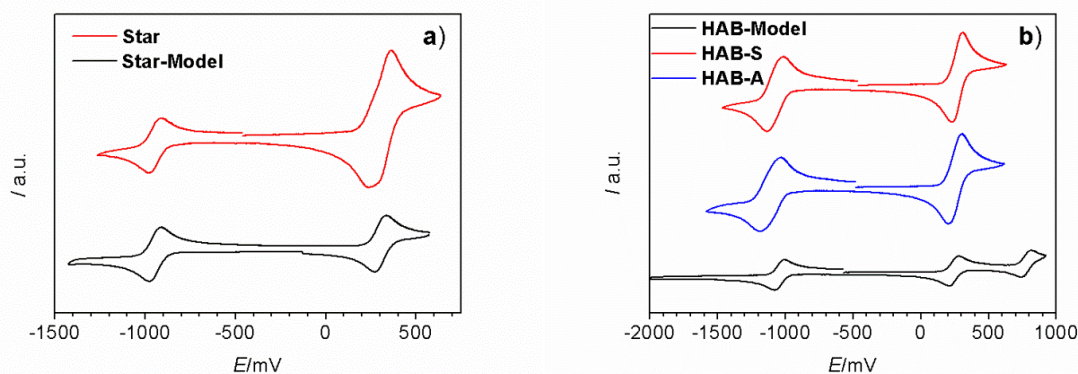 Star
Star-Model
a)
I a.u.
-1500
-1000
-500
0
500
E/mV
HAB-Model
HAB-S
HAB-A
b)
I a.u.
-2000
-1500
-1000
-500
0
500
1000
E/mV